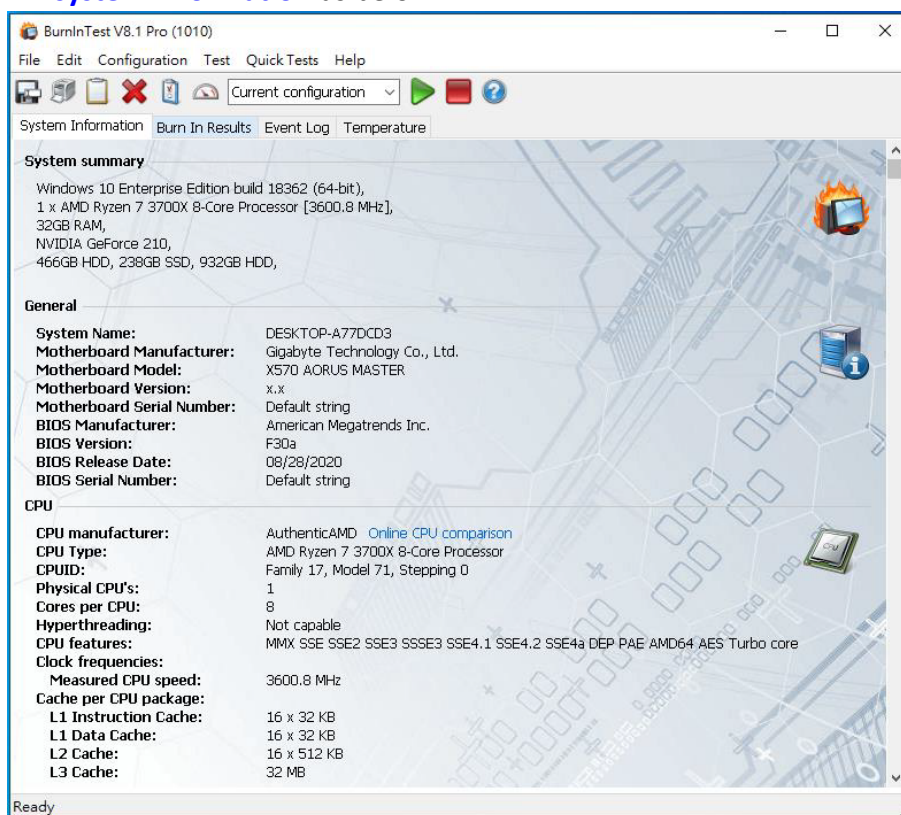 BurnInTest V8.1 Pro (1010)
File Edit Configuration Test Quick Tests Help
Current configuration
System Information Burn In Results Event Log Temperature
System summary
Windows 10 Enterprise Edition build 18362 (64-bit),
1 x AMD Ryzen 7 3700X 8-Core Processor [3600.8 MHz],
32GB RAM,
NVIDIA GeForce 210,
466GB HDD, 238GB SSD, 932GB HDD,
General
System Name: DESKTOP-A77DCD3
Motherboard Manufacturer: Gigabyte Technology Co., Ltd.
Motherboard Model: X570 AORUS MASTER
Motherboard Version: x.x
Motherboard Serial Number: Default string
BIOS Manufacturer: American Megatrends Inc.
BIOS Version: F30a
BIOS Release Date: 08/28/2020
BIOS Serial Number: Default string
CPU
CPU manufacturer: AuthenticAMD Online CPU comparison
CPU Type: AMD Ryzen 7 3700X 8-Core Processor
CPUID: Family 17, Model 71, Stepping 0
Physical CPU's: 1
Cores per CPU: 8
Hyperthreading: Not capable
CPU features: MMX SSE SSE2 SSE3 SSSE3 SSE4.1 SSE4.2 SSE4a DEP PAE AMD64 AES Turbo core
Clock frequencies:
Measured CPU speed: 3600.8 MHz
Cache per CPU package:
L1 Instruction Cache: 16 x 32 KB
L1 Data Cache: 16 x 32 KB
L2 Cache: 16 x 512 KB
L3 Cache: 32 MB
Ready